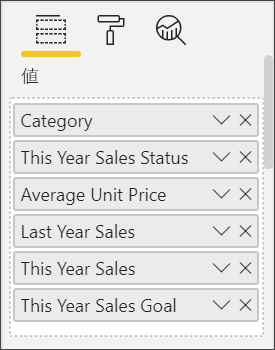 値
Category
This Year Sales Status
Average Unit Price
Last Year Sales
This Year Sales
This Year Sales Goal